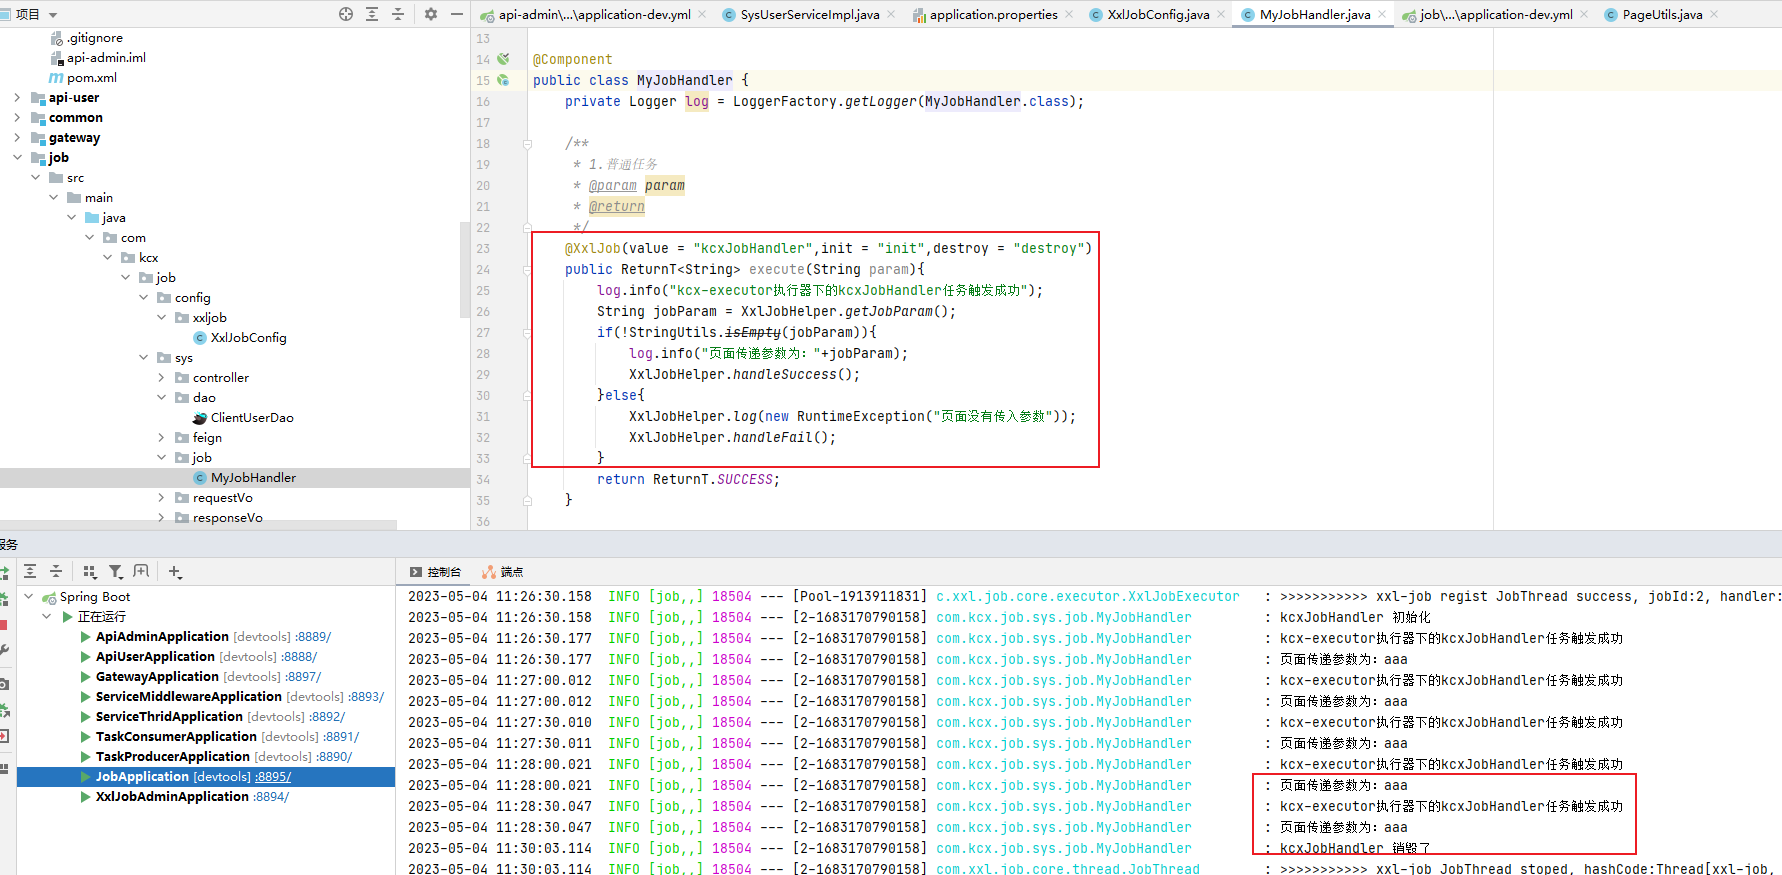 项目
.gitignore
api-admin.iml
pom.xml
api-user
common
gateway
job
src
main
java
com
kcx
job
config
xxljob
XxlJobConfig
sys
controller
dao
ClientUserDao
feign
job
MyJobHandler
requestVo
responseVo
api-admin\...\application-dev.yml
SysUserServiceImpl.java
application.properties
XxlJobConfig.java
MyJobHandler.java
job\...\application-dev.yml
PageUtils.java
13
14 @Component
15 public class MyJobHandler {
16 private Logger log = LoggerFactory.getLogger(MyJobHandler.class);
17
18 /**
19 * 1.普通任务
20 * @param param
21 * @return
22 */
23 @XxlJob(value = "kcxJobHandler",init = "init",destroy = "destroy")
24 public ReturnT<String> execute(String param){
25 log.info("kcx-executor执行器下的kcxJobHandler任务触发成功");
26 String jobParam = XxlJobHelper.getJobParam();
27 if(!StringUtils.isEmpty(jobParam)){
28 log.info("页面传递参数为："+jobParam);
29 XxlJobHelper.handleSuccess();
30 }else{
31 XxlJobHelper.log(new RuntimeException("页面没有传入参数"));
32 XxlJobHelper.handleFail();
33 }
34 return ReturnT.SUCCESS;
35 }
36
服务
Spring Boot
正在运行
ApiAdminApplication [devtools] :8889/
ApiUserApplication [devtools] :8888/
GatewayApplication [devtools] :8897/
ServiceMiddlewareApplication [devtools] :8893/
ServiceThridApplication [devtools] :8892/
TaskConsumerApplication [devtools] :8891/
TaskProducerApplication [devtools] :8890/
JobApplication [devtools] :8895/
XxlJobAdminApplication :8894/
控制台 端点
2023-05-04 11:26:30.158 INFO [job,,] 18504 --- [Pool-1913911831] c.xxl.job.core.executor.XxlJobExecutor : >>>>>>>>>>> xxl-job regist JobThread success, jobId:2, handler:
2023-05-04 11:26:30.158 INFO [job,,] 18504 --- [2-1683170790158] com.kcx.job.sys.job.MyJobHandler : kcxJobHandler 初始化
2023-05-04 11:26:30.177 INFO [job,,] 18504 --- [2-1683170790158] com.kcx.job.sys.job.MyJobHandler : kcx-executor执行器下的kcxJobHandler任务触发成功
2023-05-04 11:26:30.177 INFO [job,,] 18504 --- [2-1683170790158] com.kcx.job.sys.job.MyJobHandler : 页面传递参数为：aaa
2023-05-04 11:27:00.012 INFO [job,,] 18504 --- [2-1683170790158] com.kcx.job.sys.job.MyJobHandler : kcx-executor执行器下的kcxJobHandler任务触发成功
2023-05-04 11:27:00.012 INFO [job,,] 18504 --- [2-1683170790158] com.kcx.job.sys.job.MyJobHandler : 页面传递参数为：aaa
2023-05-04 11:27:30.010 INFO [job,,] 18504 --- [2-1683170790158] com.kcx.job.sys.job.MyJobHandler : kcx-executor执行器下的kcxJobHandler任务触发成功
2023-05-04 11:27:30.011 INFO [job,,] 18504 --- [2-1683170790158] com.kcx.job.sys.job.MyJobHandler : 页面传递参数为：aaa
2023-05-04 11:28:00.021 INFO [job,,] 18504 --- [2-1683170790158] com.kcx.job.sys.job.MyJobHandler : kcx-executor执行器下的kcxJobHandler任务触发成功
2023-05-04 11:28:00.021 INFO [job,,] 18504 --- [2-1683170790158] com.kcx.job.sys.job.MyJobHandler : 页面传递参数为：aaa
2023-05-04 11:28:30.047 INFO [job,,] 18504 --- [2-1683170790158] com.kcx.job.sys.job.MyJobHandler : kcx-executor执行器下的kcxJobHandler任务触发成功
2023-05-04 11:28:30.047 INFO [job,,] 18504 --- [2-1683170790158] com.kcx.job.sys.job.MyJobHandler : 页面传递参数为：aaa
2023-05-04 11:30:03.114 INFO [job,,] 18504 --- [2-1683170790158] com.kcx.job.sys.job.MyJobHandler : kcxJobHandler 销毁了
2023-05-04 11:30:03.114 INFO [job,,] 18504 --- [2-1683170790158] com.xxl.job.core.thread.JobThread : >>>>>>>>>>> xxl-job JobThread stoped, hashCode:Thread[xxl-job,